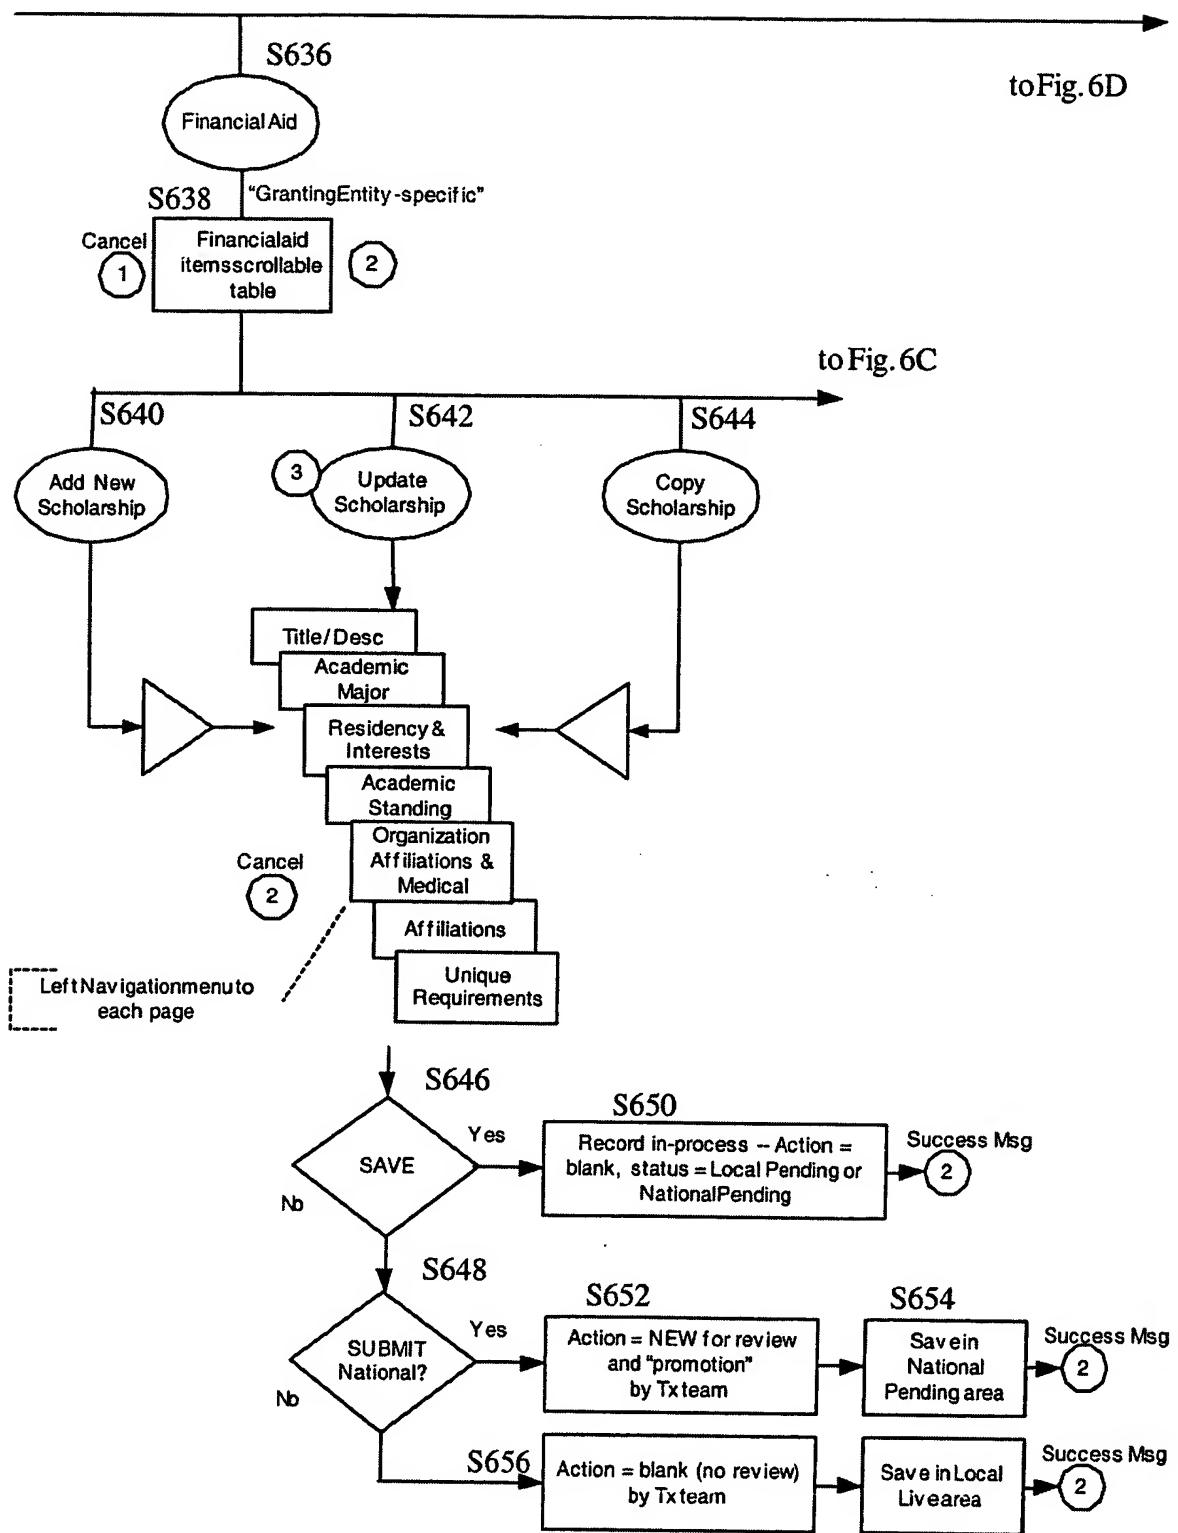 S636
to Fig. 6D
Financial Aid
S638
"GrantingEntity-specific"
Cancel
1
Financialaid
itemsscrollable
table
2
to Fig. 6C
S640
S642
S644
Add New
Scholarship
3
Update
Scholarship
Copy
Scholarship
Title/Desc
Academic
Major
Residency &
Interests
Academic
Standing
Organization
Affiliations &
Medical
Cancel
2
Affiliations
Unique
Requirements
LeftNavigationmenuto
each page
S646
SAVE
Yes
No
S650
Record in-process -- Action =
blank, status = Local Pending or
NationalPending
Success Msg
2
S648
SUBMIT
National?
Yes
No
S652
Action = NEW for review
and "promotion"
by Tx team
S654
Save in
National
Pending area
Success Msg
2
S656
Action = blank (no review)
by Tx team
Save in Local
Livearea
Success Msg
2